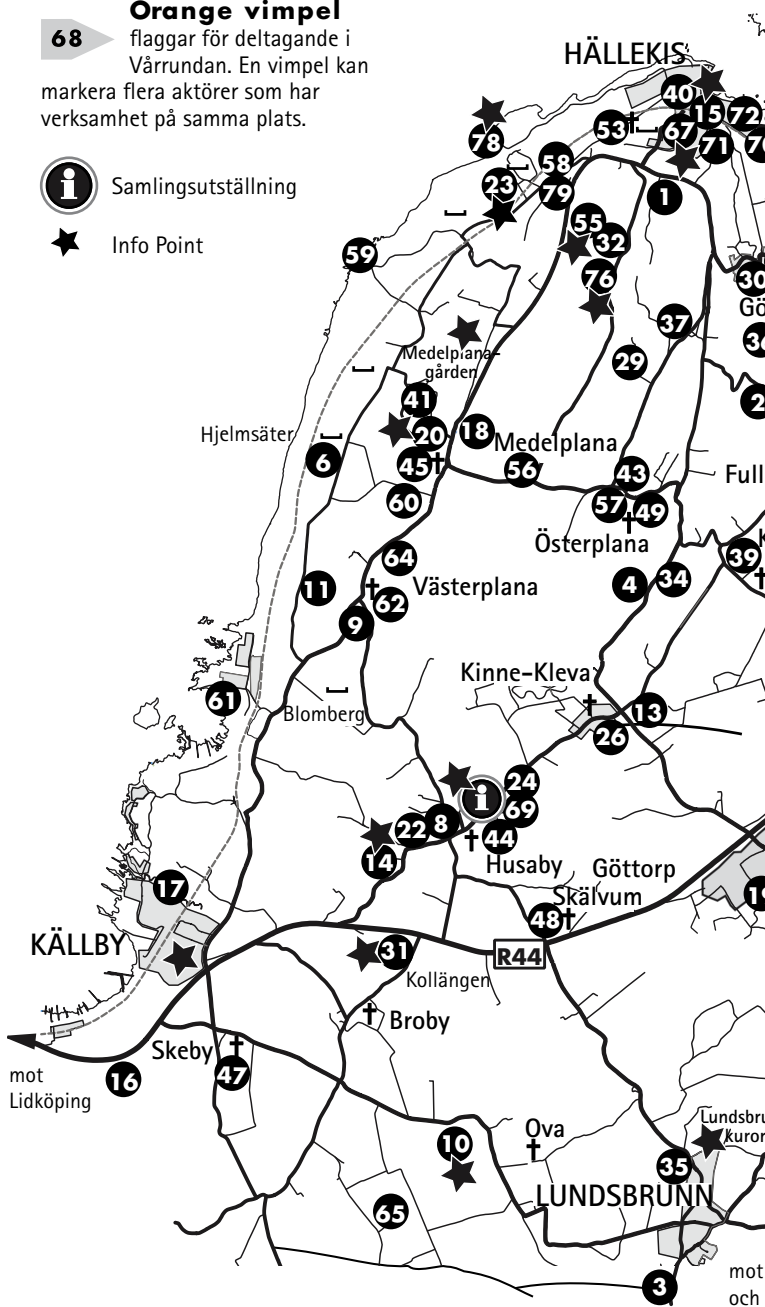 Orange vimpel
68
flaggar för deltagande i
Vårrundan. En vimpel kan
markera flera aktörer som har
verksamhet på samma plats.
i Samlingsutställning
Info Point
HÄLLEKIS
40
15
72
53
67
71
78
58
23
79
1
55
32
59
76
30
37
29
Medelplana-
gården
41
Hjelmsäter
20
18
Medelplana
6
45
56
43
60
57
49
Österplana
39
64
11
Västerplana
4
34
62
9
Kinne-Kleva
61
Blomberg
13
26
24
i
69
22
8
44
14
Husaby
Göttorp
17
Skälvum
48
KÄLLBY
31
R44
Kollängen
Broby
Skeby
47
16
mot
Lidköping
Ova
10
35
LUNDSBRUNN
65
3
mot
och